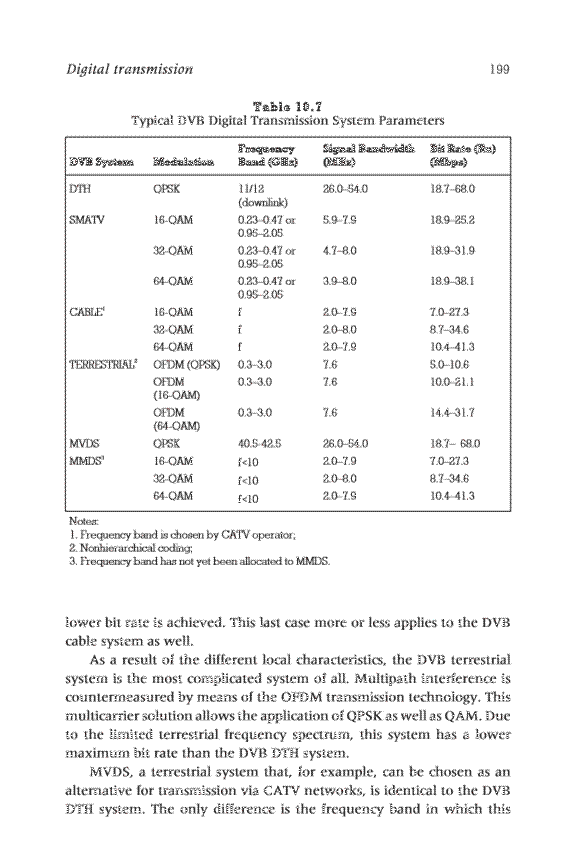 Digital transmission 199
Table 10.7
Typical DVB Digital Transmission System Parameters
Frequency Signal Bandwidth Bit Rate (Ru)
DVB System Modulation Band (GHz) (MHz) (Mbps)
DTH QPSK 11/12 26.0–54.0 18.7–68.0
(downlink)
SMATV 16-QAM 0.23–0.47 or 5.9–7.9 18.9–25.2
0.95–2.05
32-QAM 0.23–0.47 or 4.7–8.0 18.9–31.9
0.95–2.05
64-QAM 0.23–0.47 or 3.9–8.0 18.9–38.1
0.95–2.05
CABLE¹ 16-QAM f 2.0–7.9 7.0–27.3
32-QAM f 2.0–8.0 8.7–34.6
64-QAM f 2.0–7.9 10.4–41.3
TERRESTRIAL² OFDM (QPSK) 0.3–3.0 7.6 5.0–10.6
OFDM 0.3–3.0 7.6 10.0–21.1
(16-QAM)
OFDM 0.3–3.0 7.6 14.4–31.7
(64-QAM)
MVDS QPSK 40.5-42.5 26.0–54.0 18.7– 68.0
MMDS³ 16-QAM f<10 2.0–7.9 7.0–27.3
32-QAM f<10 2.0–8.0 8.7–34.6
64-QAM f<10 2.0–7.9 10.4–41.3
Notes:
1. Frequency band is chosen by CATV operator;
2. Nonhierarchical coding;
3. Frequency band has not yet been allocated to MMDS.
lower bit rate is achieved. This last case more or less applies to the DVB
cable system as well.
As a result of the different local characteristics, the DVB terrestrial
system is the most complicated system of all. Multipath interference is
countermeasured by means of the OFDM transmission technology. This
multicarrier solution allows the application of QPSK as well as QAM. Due
to the limited terrestrial frequency spectrum, this system has a lower
maximum bit rate than the DVB DTH system.
MVDS, a terrestrial system that, for example, can be chosen as an
alternative for transmission via CATV networks, is identical to the DVB
DTH system. The only difference is the frequency band in which this